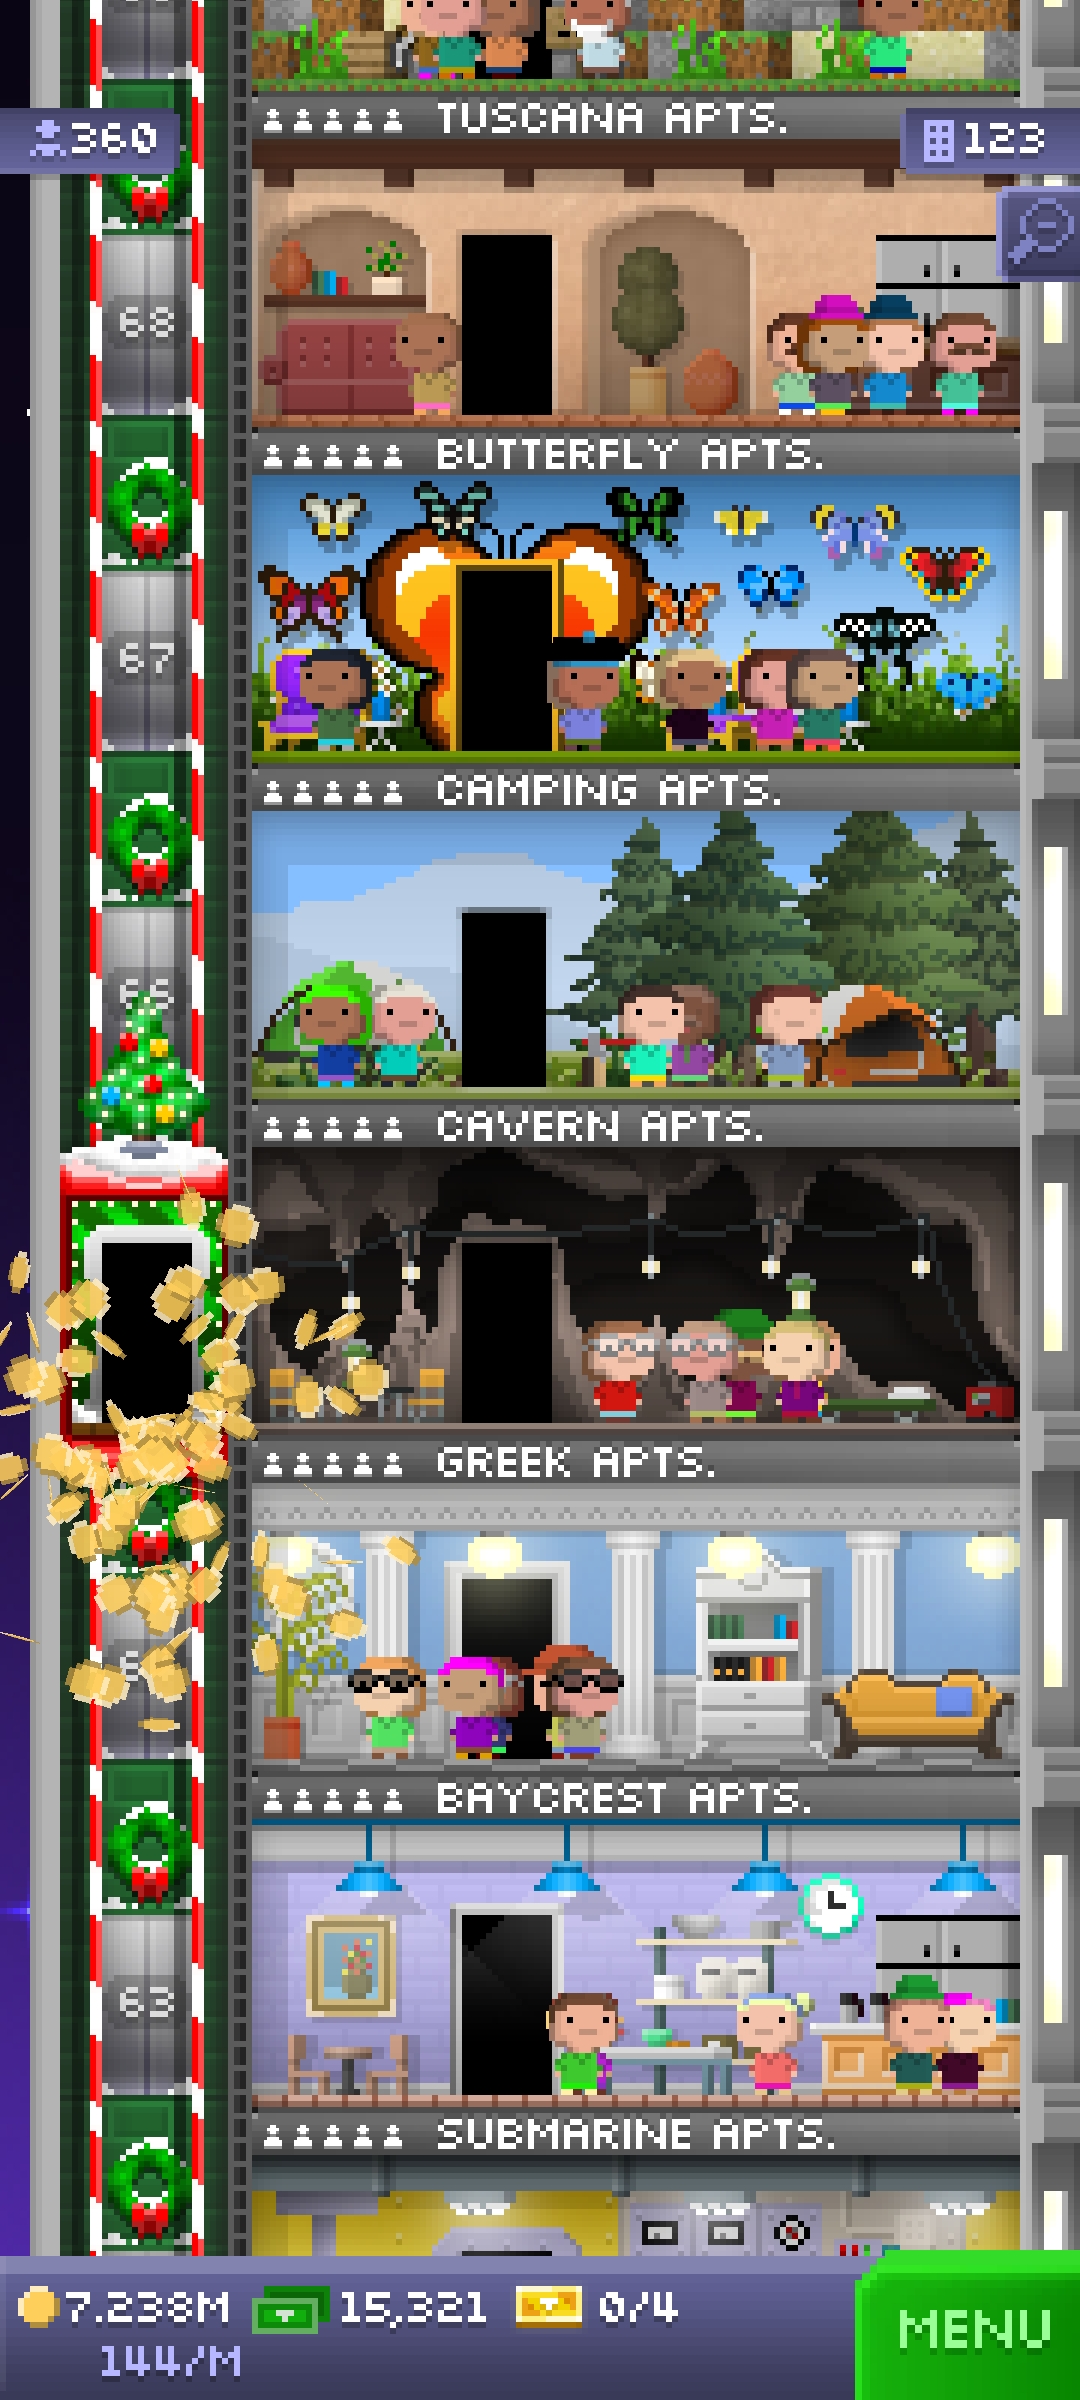 TUSCANA APTS.
360
123
68
BUTTERFLY APTS.
67
CAMPING APTS.
66
CAVERN APTS.
GREEK APTS.
BAYCREST APTS.
63
SUBMARINE APTS.
7.238M 15,321 0/4
144/M
MENU